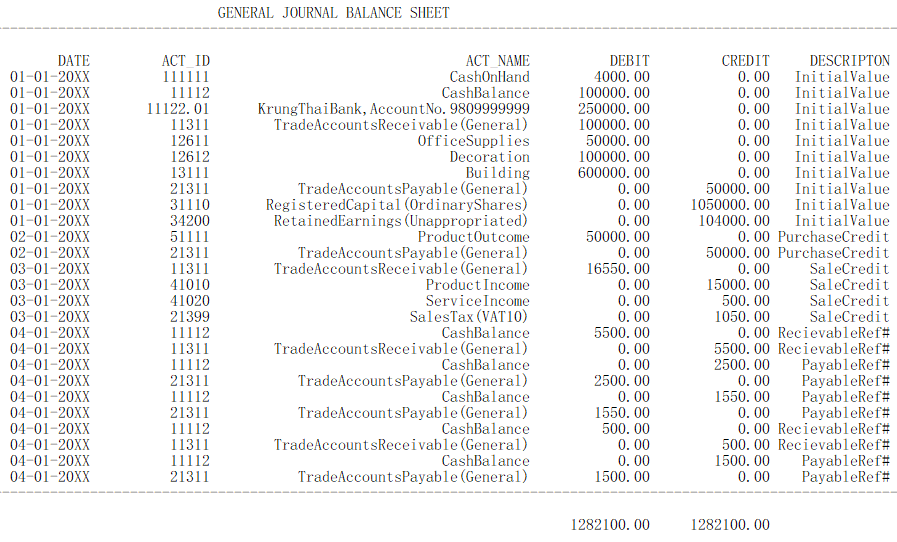 GENERAL JOURNAL BALANCE SHEET
DATE ACT_ID ACT_NAME DEBIT CREDIT DESCRIPTON
01-01-20XX 111111 CashOnHand 4000.00 0.00 InitialValue
01-01-20XX 11112 CashBalance 100000.00 0.00 InitialValue
01-01-20XX 11122.01 KrungThaiBank,AccountNo.9809999999 250000.00 0.00 InitialValue
01-01-20XX 11311 TradeAccountsReceivable(General) 100000.00 0.00 InitialValue
01-01-20XX 12611 OfficeSupplies 50000.00 0.00 InitialValue
01-01-20XX 12612 Decoration 100000.00 0.00 InitialValue
01-01-20XX 13111 Building 600000.00 0.00 InitialValue
01-01-20XX 21311 TradeAccountsPayable(General) 0.00 50000.00 InitialValue
01-01-20XX 31110 RegisteredCapital(OrdinaryShares) 0.00 1050000.00 InitialValue
01-01-20XX 34200 RetainedEarnings(Unappropriated) 0.00 104000.00 InitialValue
02-01-20XX 51111 ProductOutcome 50000.00 0.00 PurchaseCredit
02-01-20XX 21311 TradeAccountsPayable(General) 0.00 50000.00 PurchaseCredit
03-01-20XX 11311 TradeAccountsReceivable(General) 16550.00 0.00 SaleCredit
03-01-20XX 41010 ProductIncome 0.00 15000.00 SaleCredit
03-01-20XX 41020 ServiceIncome 0.00 500.00 SaleCredit
03-01-20XX 21399 SalesTax(VAT10) 0.00 1050.00 SaleCredit
04-01-20XX 11112 CashBalance 5500.00 0.00 RecievableRef#
04-01-20XX 11311 TradeAccountsReceivable(General) 0.00 5500.00 RecievableRef#
04-01-20XX 11112 CashBalance 0.00 2500.00 PayableRef#
04-01-20XX 21311 TradeAccountsPayable(General) 2500.00 0.00 PayableRef#
04-01-20XX 11112 CashBalance 0.00 1550.00 PayableRef#
04-01-20XX 21311 TradeAccountsPayable(General) 1550.00 0.00 PayableRef#
04-01-20XX 11112 CashBalance 500.00 0.00 RecievableRef#
04-01-20XX 11311 TradeAccountsReceivable(General) 0.00 500.00 RecievableRef#
04-01-20XX 11112 CashBalance 0.00 1500.00 PayableRef#
04-01-20XX 21311 TradeAccountsPayable(General) 1500.00 0.00 PayableRef#
1282100.00 1282100.00